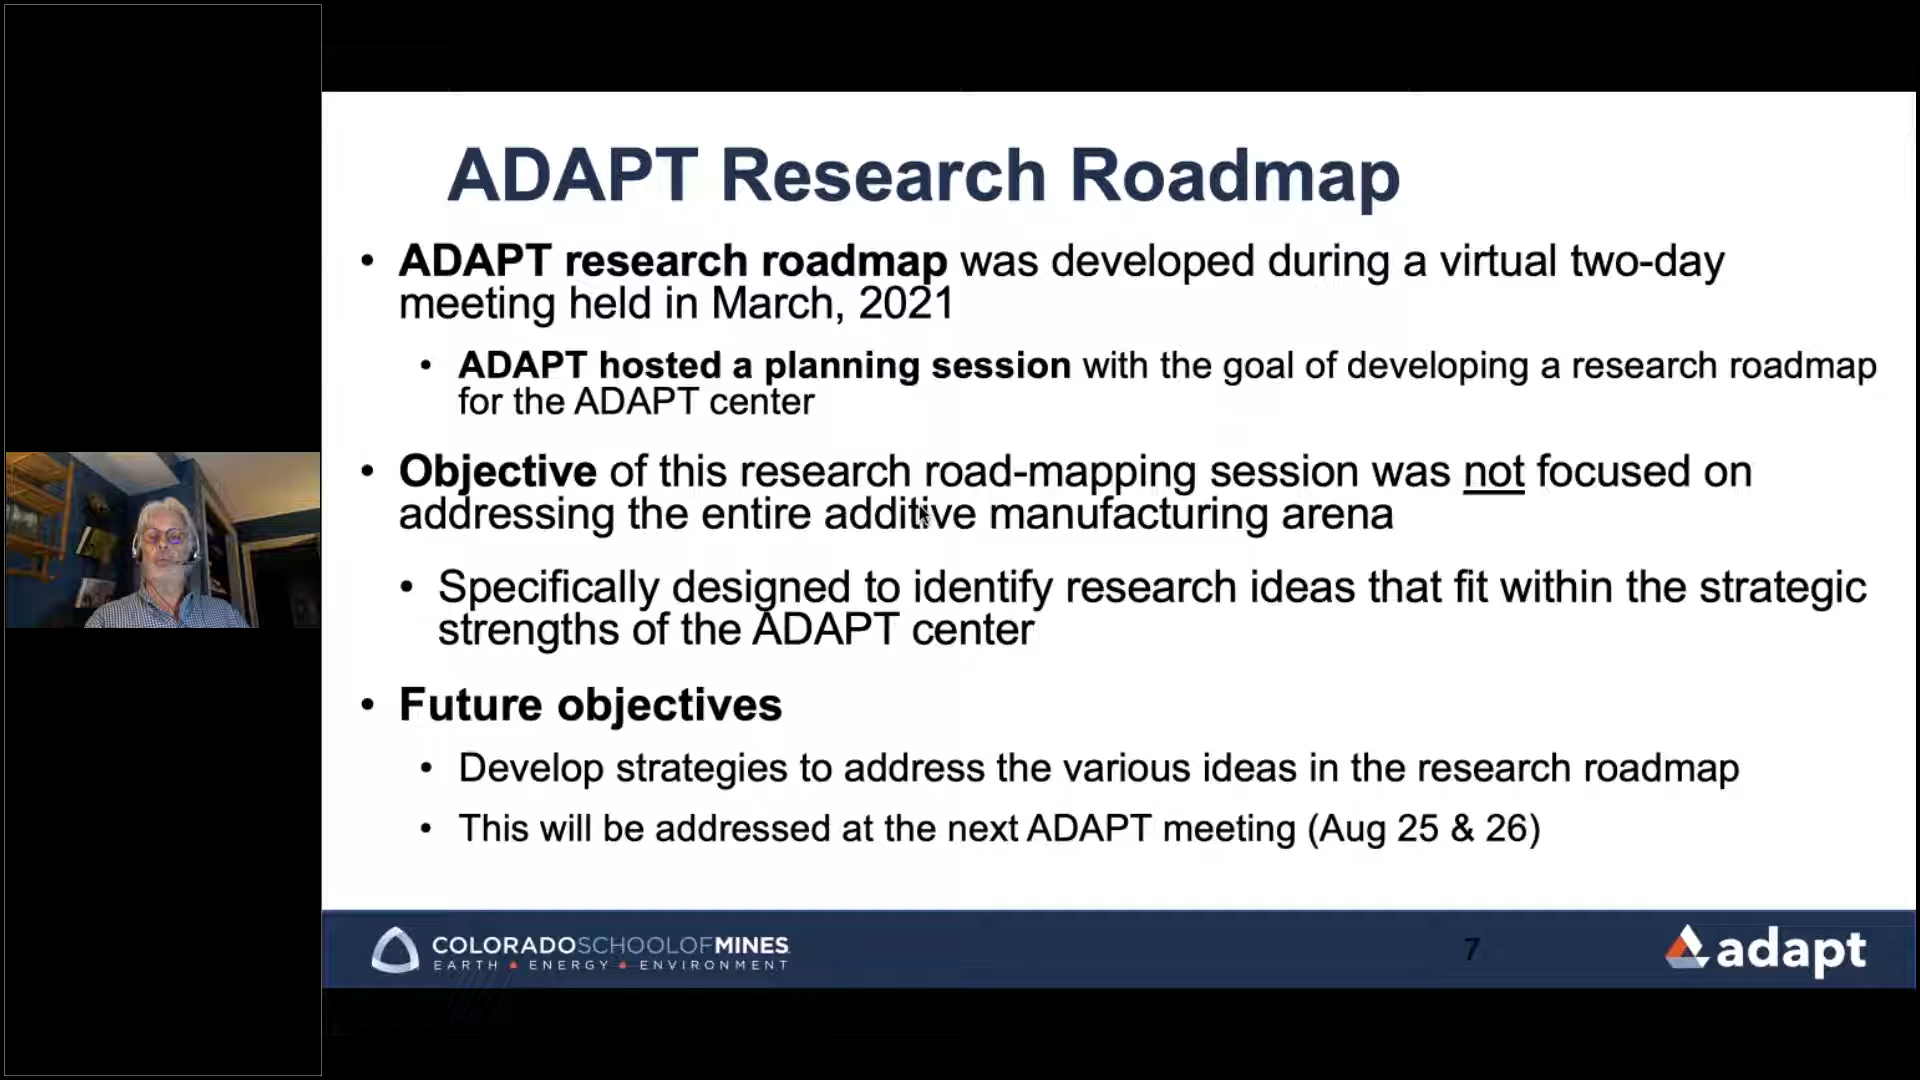 ADAPT Research Roadmap
• ADAPT research roadmap was developed during a virtual two-day
meeting held in March, 2021
• ADAPT hosted a planning session with the goal of developing a research roadmap
for the ADAPT center
• Objective of this research road-mapping session was not focused on
addressing the entire additive manufacturing arena
• Specifically designed to identify research ideas that fit within the strategic
strengths of the ADAPT center
• Future objectives
• Develop strategies to address the various ideas in the research roadmap
• This will be addressed at the next ADAPT meeting (Aug 25 & 26)
COLORADOSCHOOLOFMINES
EARTH • ENERGY • ENVIRONMENT
7
adapt